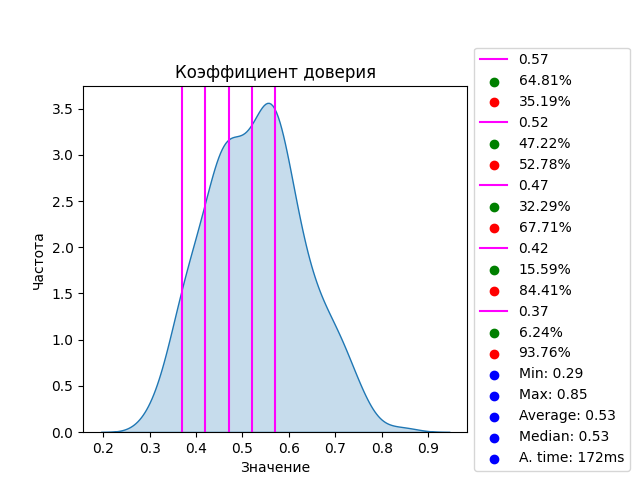 Коэффициент доверия
Частота
3.5
3.0
2.5
2.0
1.5
1.0
0.5
0.0
0.2 0.3 0.4 0.5 0.6 0.7 0.8 0.9
Значение
0.57
64.81%
35.19%
0.52
47.22%
52.78%
0.47
32.29%
67.71%
0.42
15.59%
84.41%
0.37
6.24%
93.76%
Min: 0.29
Max: 0.85
Average: 0.53
Median: 0.53
A. time: 172ms